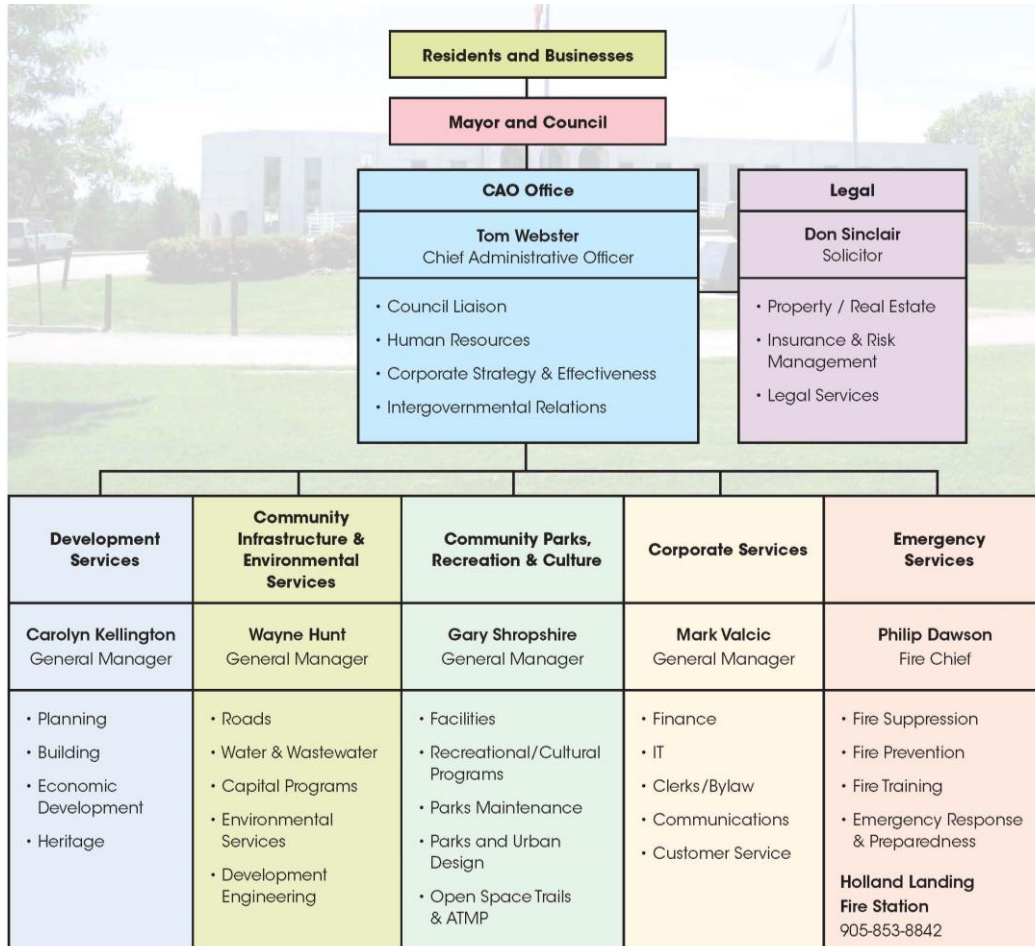 Residents and Businesses
Mayor and Council
CAO Office
Tom Webster
Chief Administrative Officer
• Council Liaison
• Human Resources
• Corporate Strategy & Effectiveness
• Intergovernmental Relations
Legal
Don Sinclair
Solicitor
• Property / Real Estate
• Insurance & Risk
Management
• Legal Services
Development
Services
Carolyn Kellington
General Manager
• Planning
• Building
• Economic
Development
• Heritage
Community
Infrastructure &
Environmental
Services
Wayne Hunt
General Manager
• Roads
• Water & Wastewater
• Capital Programs
• Environmental
Services
• Development
Engineering
Community Parks,
Recreation & Culture
Gary Shropshire
General Manager
• Facilities
• Recreational/Cultural
Programs
• Parks Maintenance
• Parks and Urban
Design
• Open Space Trails
& ATMP
Corporate Services
Mark Valcic
General Manager
• Finance
• IT
• Clerks/Bylaw
• Communications
• Customer Service
Emergency
Services
Philip Dawson
Fire Chief
• Fire Suppression
• Fire Prevention
• Fire Training
• Emergency Response
& Preparedness
Holland Landing
Fire Station
905-853-8842